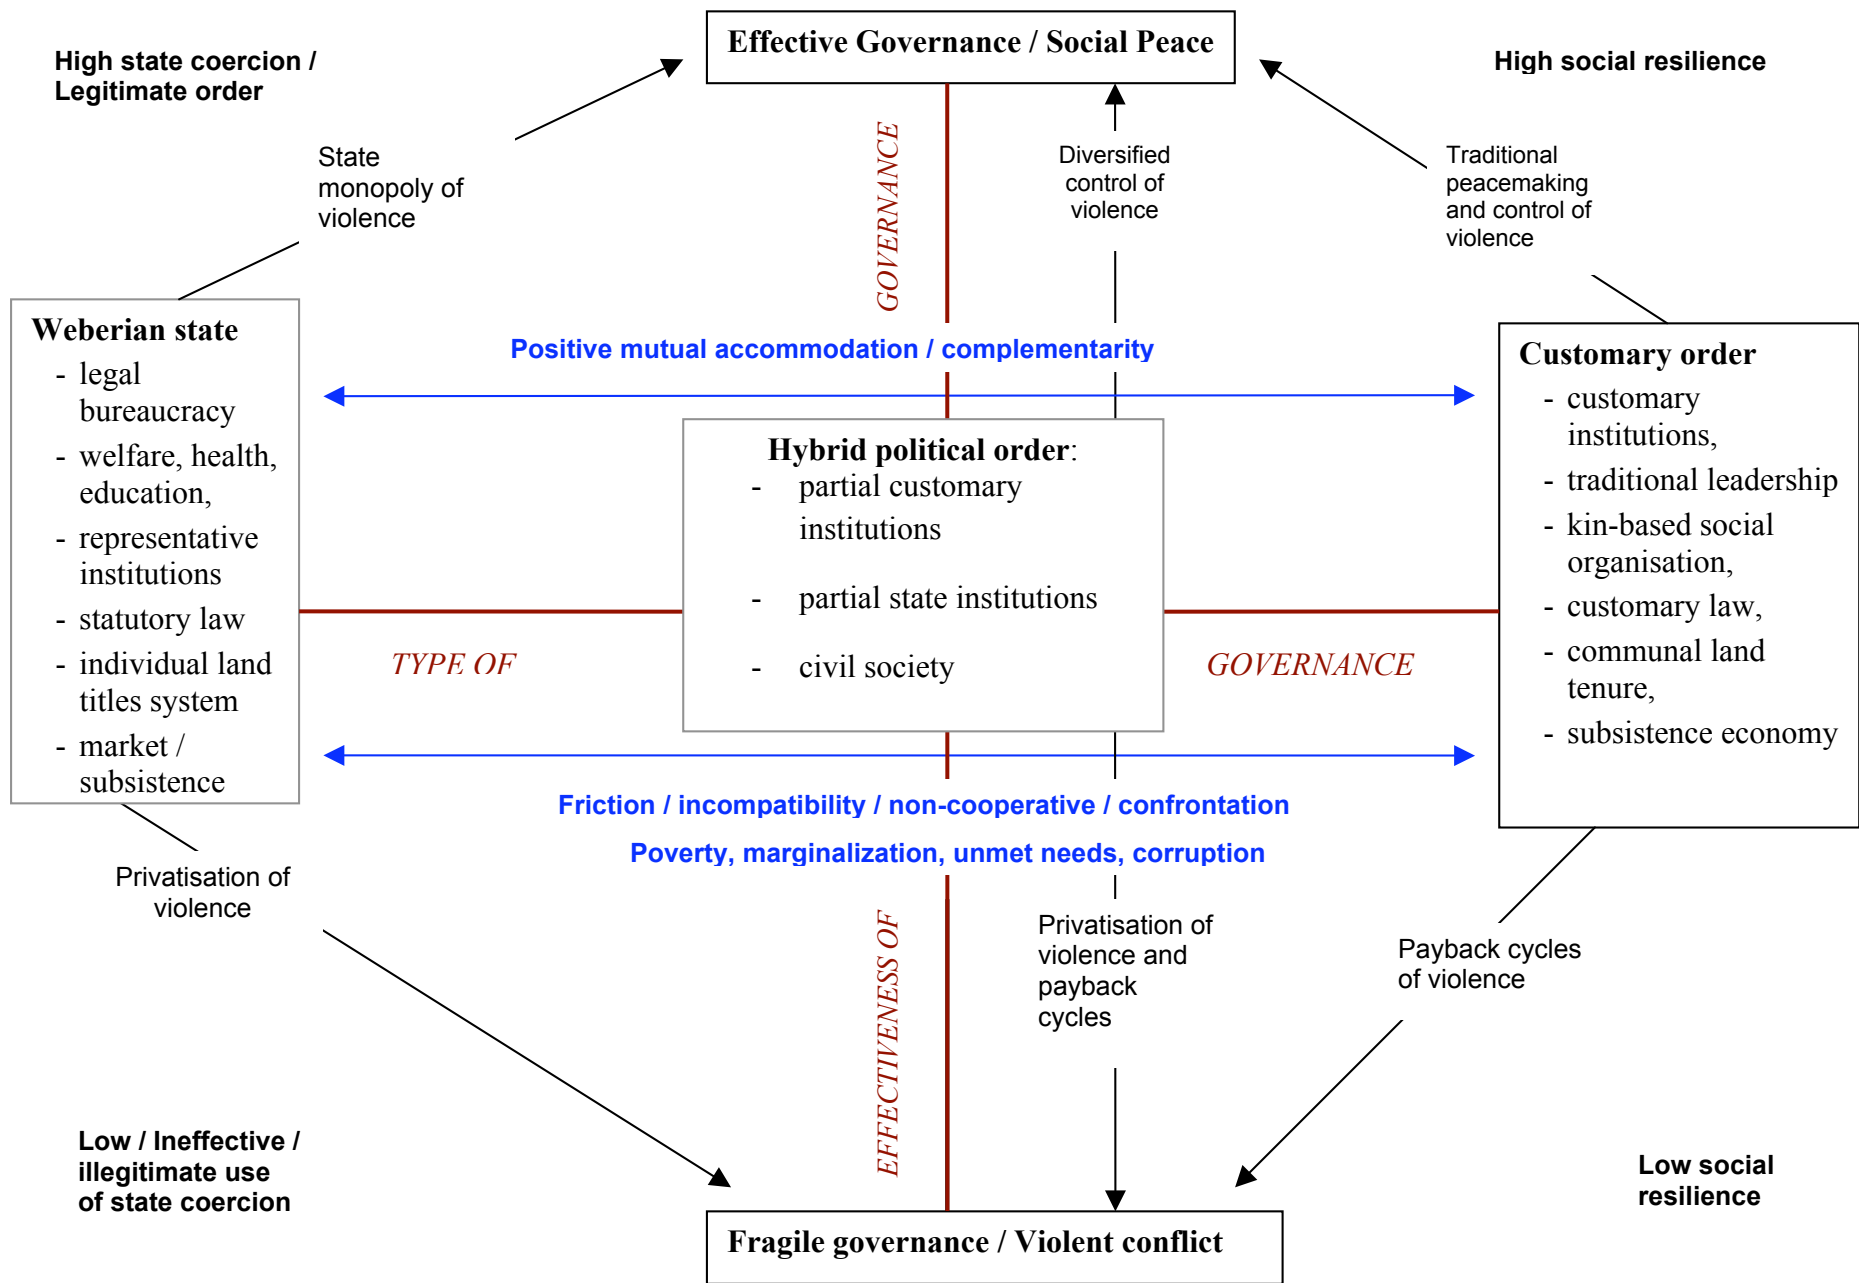 Effective Governance / Social Peace
High state coercion /
Legitimate order
High social resilience
State
monopoly of
violence
GOVERNANCE
Diversified
control of
violence
Traditional
peacemaking
and control of
violence
Weberian state
- legal
bureaucracy
- welfare, health,
education,
- representative
institutions
- statutory law
- individual land
titles system
- market /
subsistence
Positive mutual accommodation / complementarity
Customary order
- customary
institutions,
- traditional leadership
- kin-based social
organisation,
- customary law,
- communal land
tenure,
- subsistence economy
Hybrid political order:
- partial customary
institutions
- partial state institutions
- civil society
TYPE OF
GOVERNANCE
Friction / incompatibility / non-cooperative / confrontation
Poverty, marginalization, unmet needs, corruption
Privatisation of
violence
EFFECTIVENESS OF
Privatisation of
violence and
payback
cycles
Payback cycles
of violence
Low / Ineffective /
illegitimate use
of state coercion
Low social
resilience
Fragile governance / Violent conflict